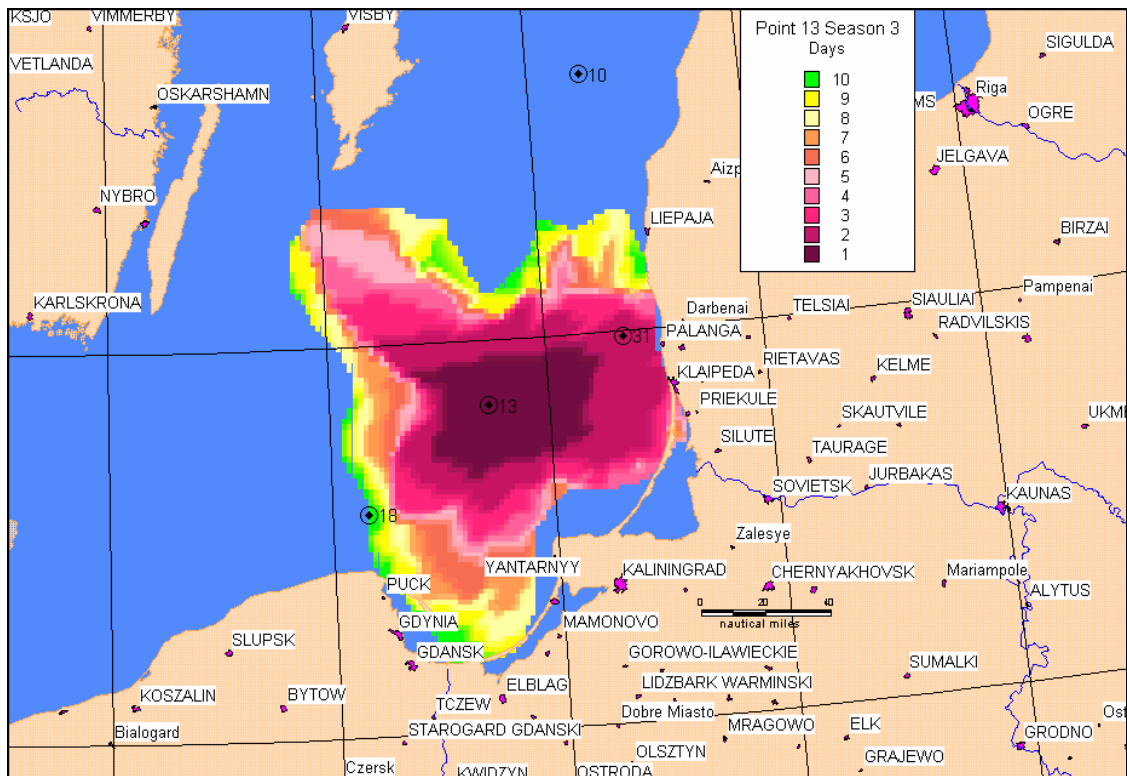 KSJO
VIMMERBY
VISBY
Point 13 Season 3
Days
10
9
8
7
6
5
4
3
2
1
SIGULDA
VETLANDA
10
OSKARSHAMN
MS
Riga
OGRE
JELGAVA
Aizp
NYBRO
LIEPAJA
BIRZAI
KARLSKRONA
Darbenai
TELSIAI
SIAULIAI
Pampenai
31
PALANGA
RADVILSKIS
RIETAVAS
KELME
KLAIPEDA
13
PRIEKULE
SKAUTVILE
UKME
SILUTE
TAURAGE
JURBAKAS
SOVIETSK
KAUNAS
18
Zalesye
YANTARNYY
KALININGRAD
CHERNYAKHOVSK
Mariampole
PUCK
ALYTUS
0 20 40
nautical miles
GDYNIA
MAMONOVO
SLUPSK
GDANSK
GOROWO-ILAWIECKIE
SUMALKI
KOSZALIN
BYTOW
ELBLAG
LIDZBARK WARMINSKI
TCZEW
Dobre Miasto
Bialogard
STAROGARD GDANSKI
MRAGOWO
ELK
GRODNO
Ost
OLSZTYN
GRAJEWO
Czersk
KWIDZYN
OSTRODA